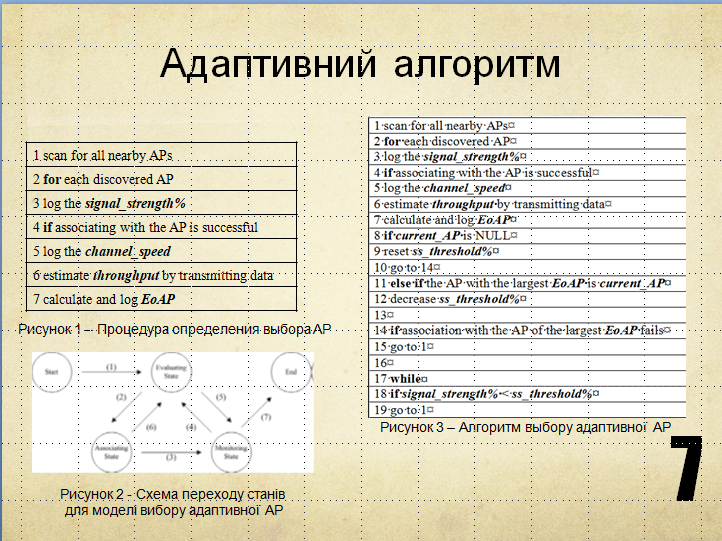 Адаптивний алгоритм
1 scan for all nearby APs
2 for each discovered AP
3 log the signal_strength%
4 if associating with the AP is successful
5 log the channel_speed
6 estimate throughput by transmitting data
7 calculate and log EoAP
Рисунок 1 – Процедура определения выбора AP
Start
(1)
Evaluating
State
End
(2)
(5)
(7)
(6)
(4)
Associating
State
(3)
Monitoring
State
Рисунок 2 - Схема переходу станів
для моделі вибору адаптивної AP
1·scan·for·all·nearby·APs¤
2·for·each·discovered·AP¤
3·log·the·signal_strength%¤
4·if·associating·with·the·AP·is·successful¤
5·log·the·channel_speed¤
6·estimate·throughput·by·transmitting·data¤
7·calculate·and·log·EoAP¤
8·if·current_AP·is·NULL¤
9·reset·ss_threshold%¤
10·go·to·14¤
11·else·if·the·AP·with·the·largest·EoAP·is·current_AP¤
12·decrease·ss_threshold%¤
13¤
14·if·association·with·the·AP·of·the·largest·EoAP·fails¤
15·go·to·1¤
16¤
17·while¤
18·if·signal_strength%·<·ss_threshold%¤
19·go·to·1¤
Рисунок 3 – Алгоритм выбору адаптивної AP
7